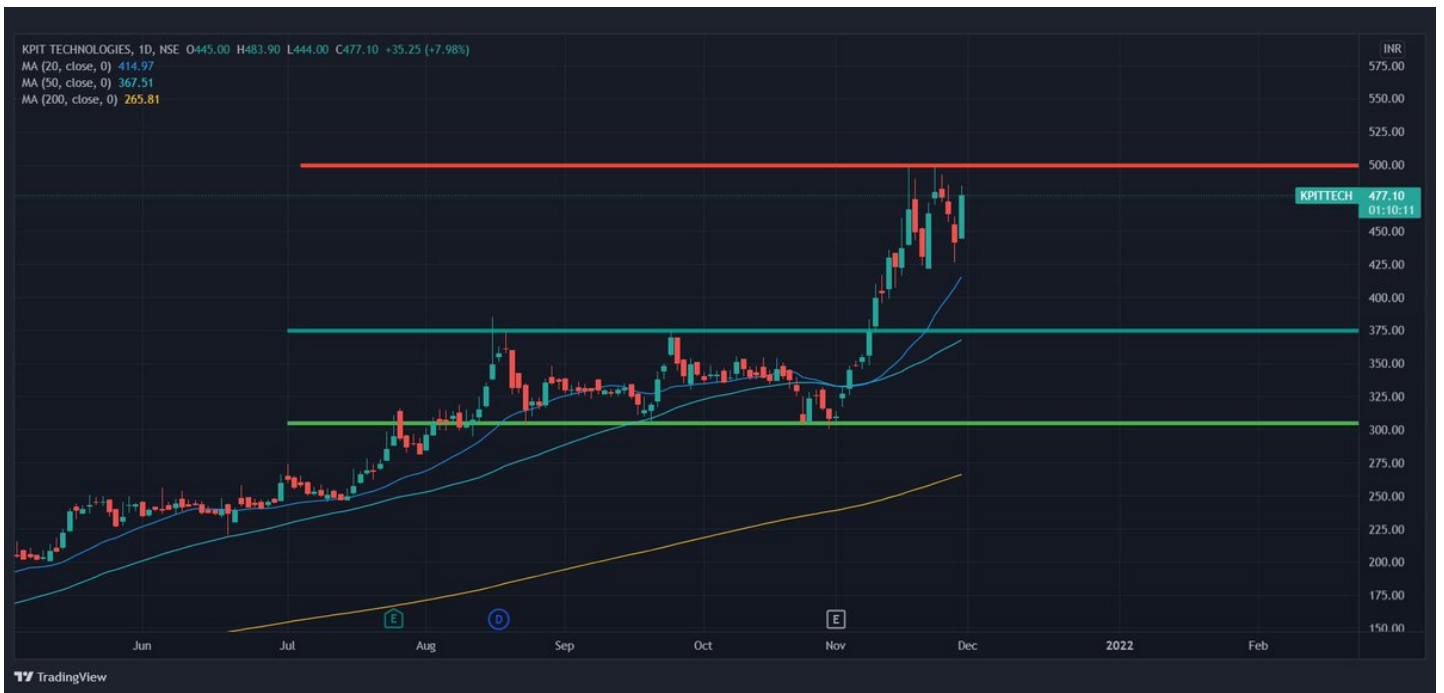 KPIT TECHNOLOGIES, 1D, NSE O445.00 H483.90 L444.00 C477.10 +35.25 (+7.98%)
MA (20, close, 0) 414.97
MA (50, close, 0) 367.51
MA (200, close, 0) 265.81
INR
575.00
550.00
525.00
500.00
KPITTECH 477.10
01:10:11
450.00
425.00
400.00
375.00
350.00
325.00
300.00
275.00
250.00
225.00
200.00
175.00
150.00
E D E
Jun Jul Aug Sep Oct Nov Dec 2022 Feb
TradingView